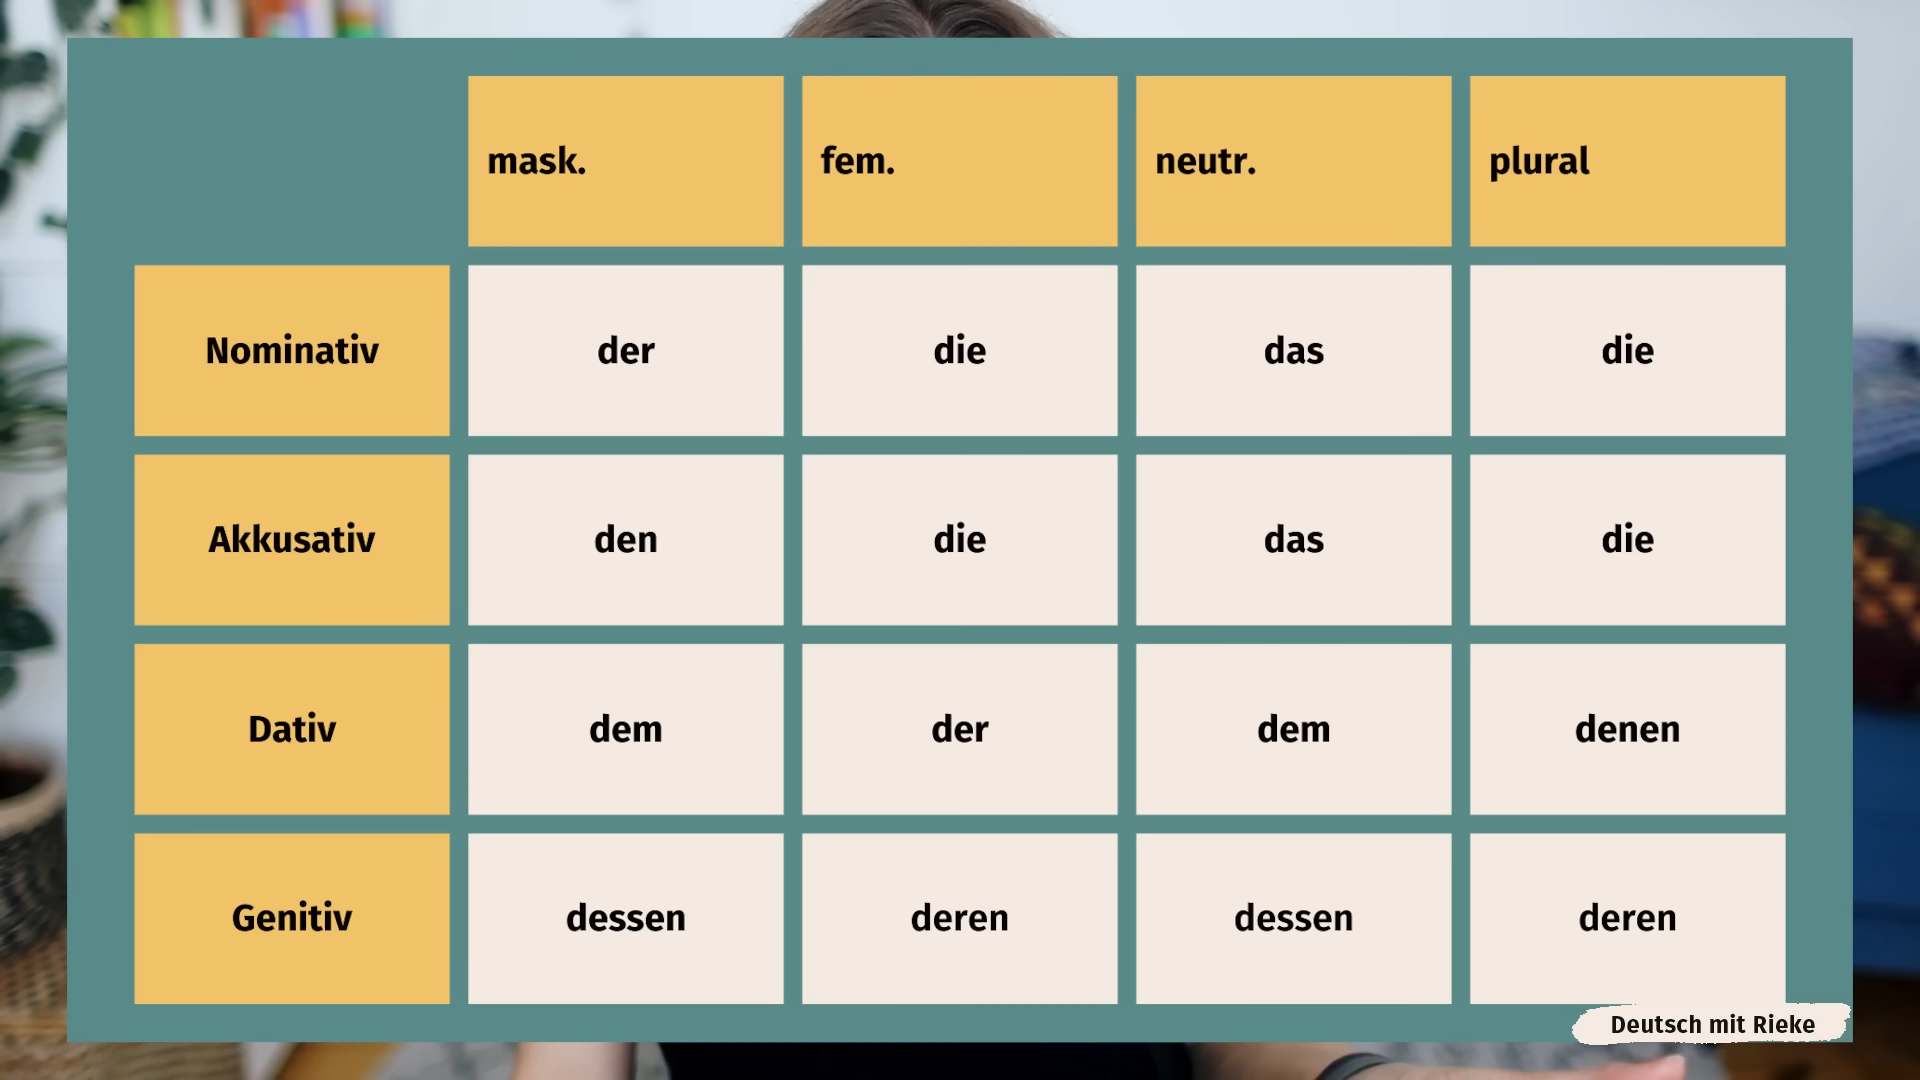 mask. fem. neutr. plural
Nominativ der die das die
Akkusativ den die das die
Dativ dem der dem denen
Genitiv dessen deren dessen deren
Deutsch mit Rieke